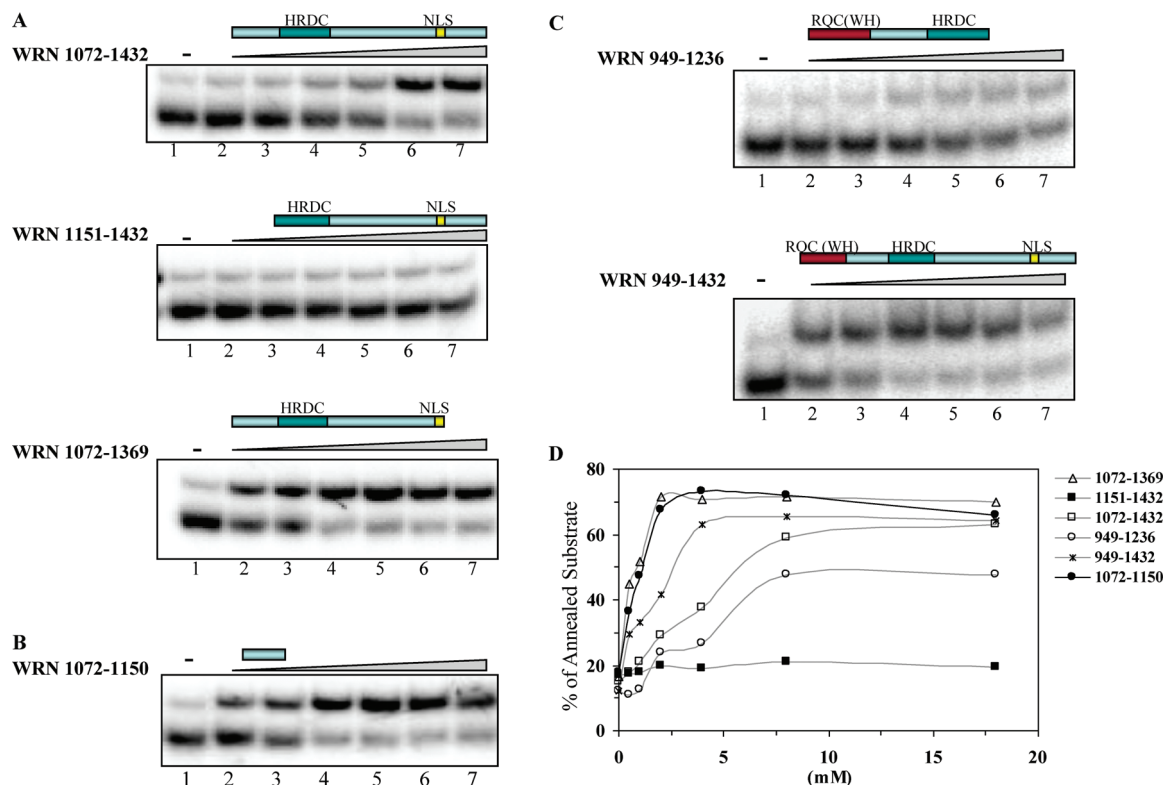 A
HRDC NLS
WRN 1072-1432
-
1 2 3 4 5 6 7
HRDC NLS
WRN 1151-1432
-
1 2 3 4 5 6 7
HRDC NLS
WRN 1072-1369
-
1 2 3 4 5 6 7
B
WRN 1072-1150
-
1 2 3 4 5 6 7
C
RQC(WH) HRDC
WRN 949-1236
-
1 2 3 4 5 6 7
RQC (WH) HRDC NLS
WRN 949-1432
-
1 2 3 4 5 6 7
D
% of Annealed Substrate
80
60
40
20
0
0 5 10 15 20
(mM)
1072-1369
1151-1432
1072-1432
949-1236
949-1432
1072-1150